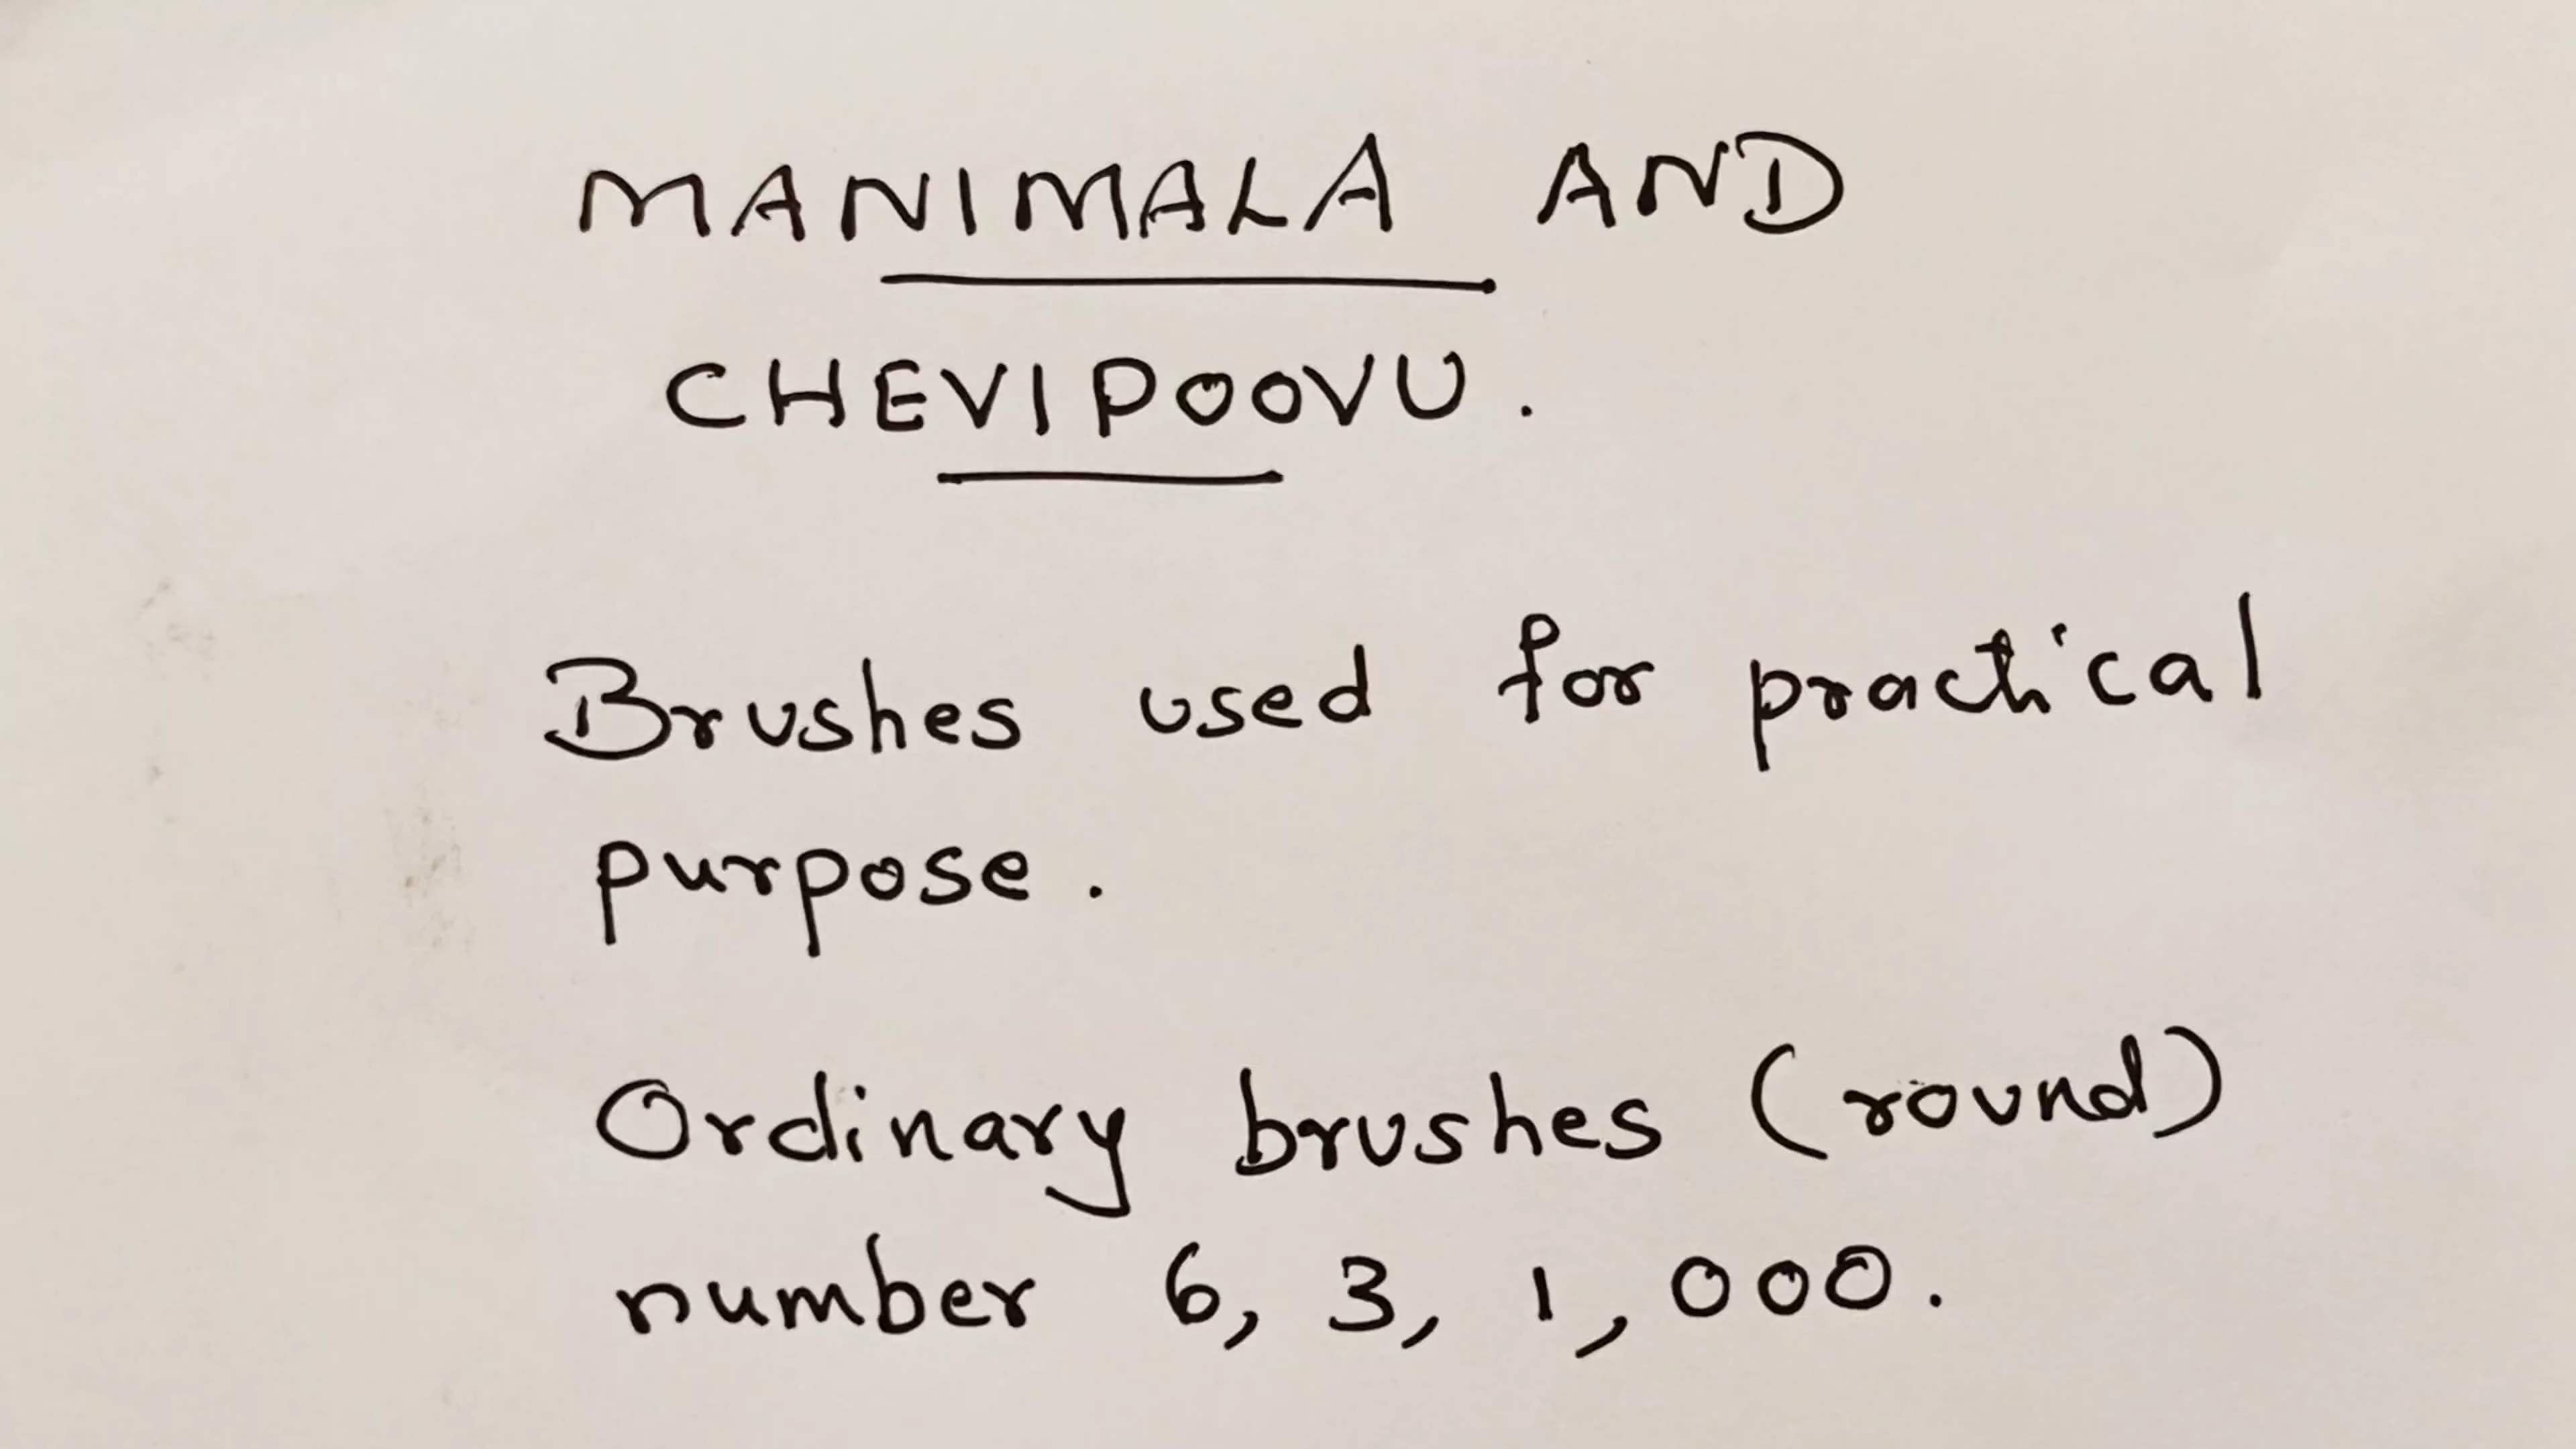 MANIMALA AND
CHEVIPOOVU.
Brushes used for practical
purpose.
Ordinary brushes (round)
number 6, 3, 1, 000.